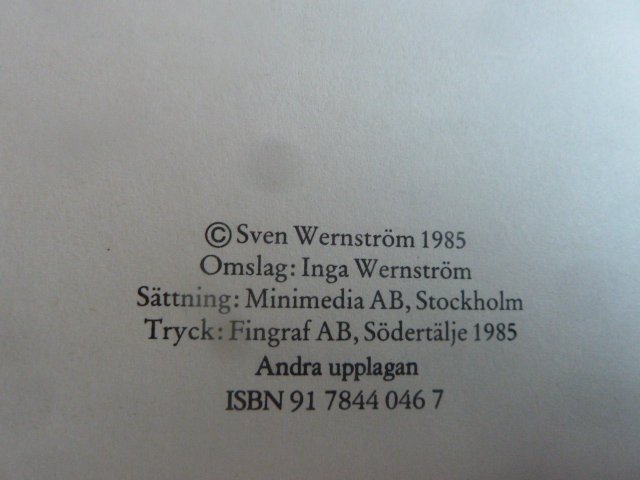 © Sven Wernström 1985
Omslag: Inga Wernström
Sättning: Minimedia AB, Stockholm
Tryck: Fingraf AB, Södertälje 1985
Andra upplagan
ISBN 91 7844 046 7